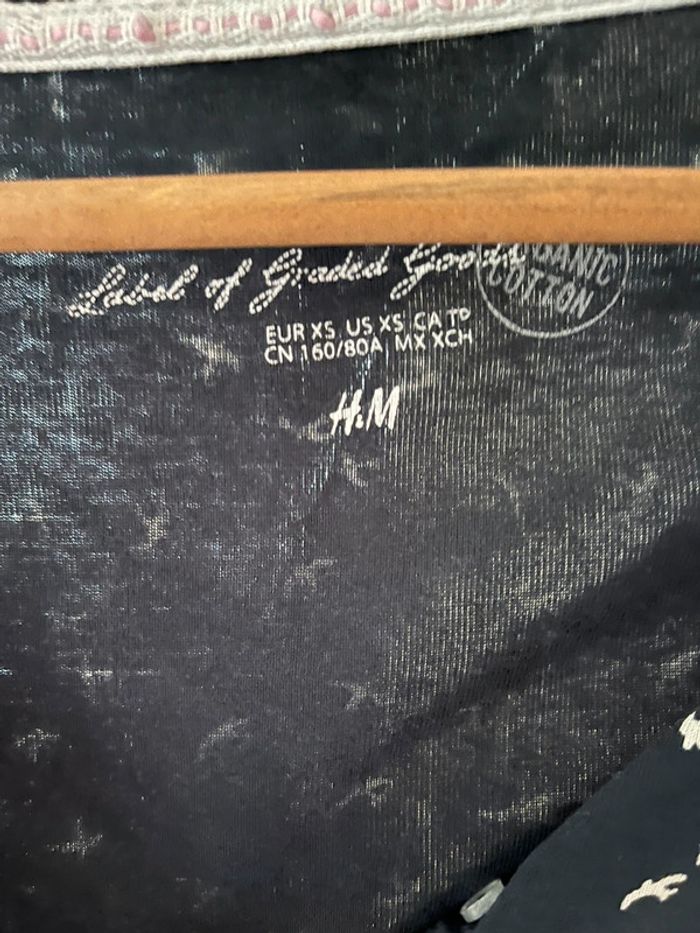 Label of Graded Goods
ORGANIC
COTTON
EUR XS US XS CA TP
CN 160/80A MX XCH
H&M